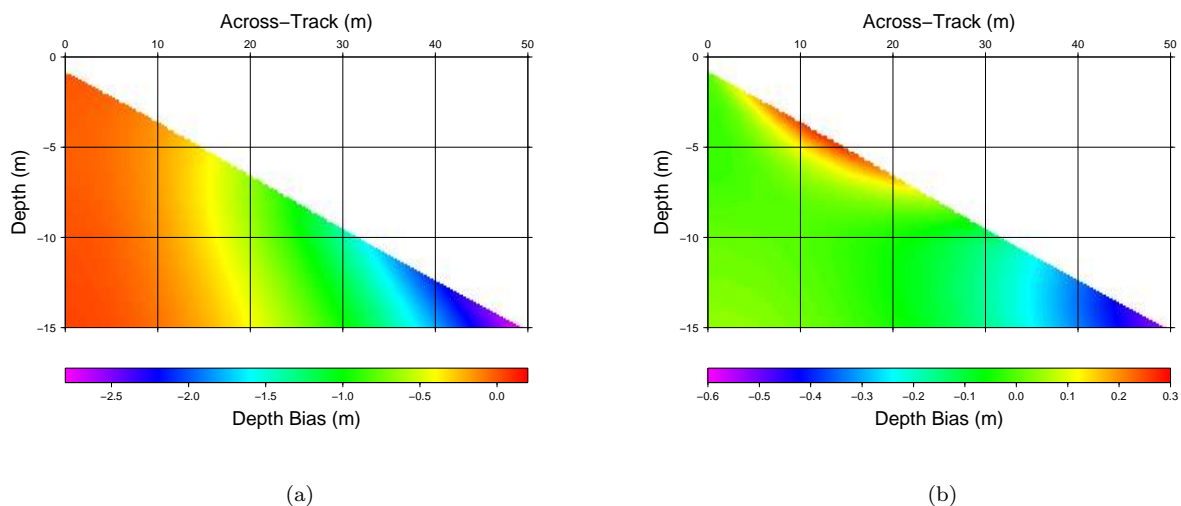 Across−Track (m)
0 10 20 30 40 50
0
−5
−10
−15
Depth (m)
−2.5 −2.0 −1.5 −1.0 −0.5 0.0
Depth Bias (m)
(a)
Across−Track (m)
0 10 20 30 40 50
0
−5
−10
−15
Depth (m)
−0.6 −0.5 −0.4 −0.3 −0.2 −0.1 0.0 0.1 0.2 0.3
Depth Bias (m)
(b)